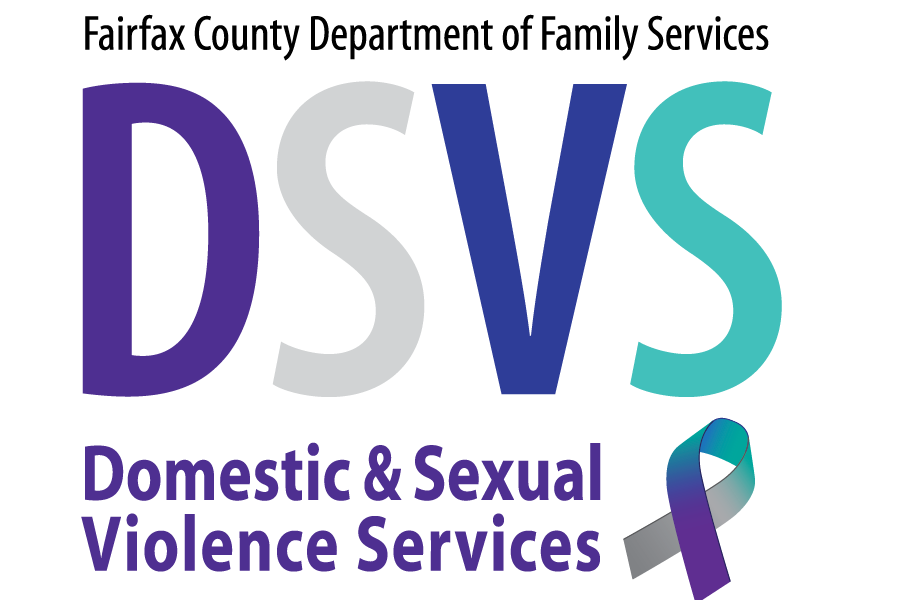 Fairfax County Department of Family Services
DSVS
Domestic & Sexual
Violence Services